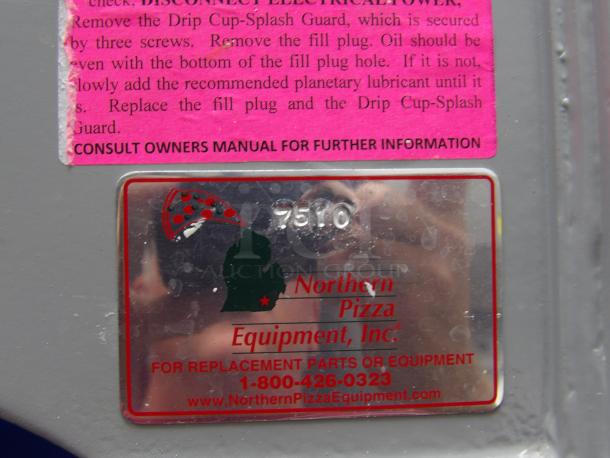 check. DISCONNECT ELECTRICAL POWER,
Remove the Drip Cup-Splash Guard, which is secured
by three screws. Remove the fill plug. Oil should be
even with the bottom of the fill plug hole. If it is not,
slowly add the recommended planetary lubricant until it
is. Replace the fill plug and the Drip Cup-Splash
Guard.
CONSULT OWNERS MANUAL FOR FURTHER INFORMATION
7510
AUCTION GROUP
Northern
Pizza
Equipment, Inc.
FOR REPLACEMENT PARTS OR EQUIPMENT
1-800-426-0323
www.NorthernPizzaEquipment.com